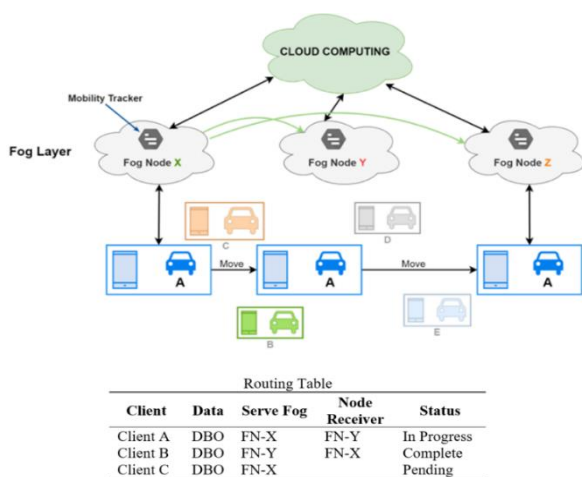 CLOUD COMPUTING
Mobility Tracker
Fog Layer
Fog Node X
Fog Node Y
Fog Node Z
C
D
A
Move
A
Move
A
B
E
Routing Table
Client Data Serve Fog Node Receiver Status
Client A DBO FN-X FN-Y In Progress
Client B DBO FN-Y FN-X Complete
Client C DBO FN-X Pending